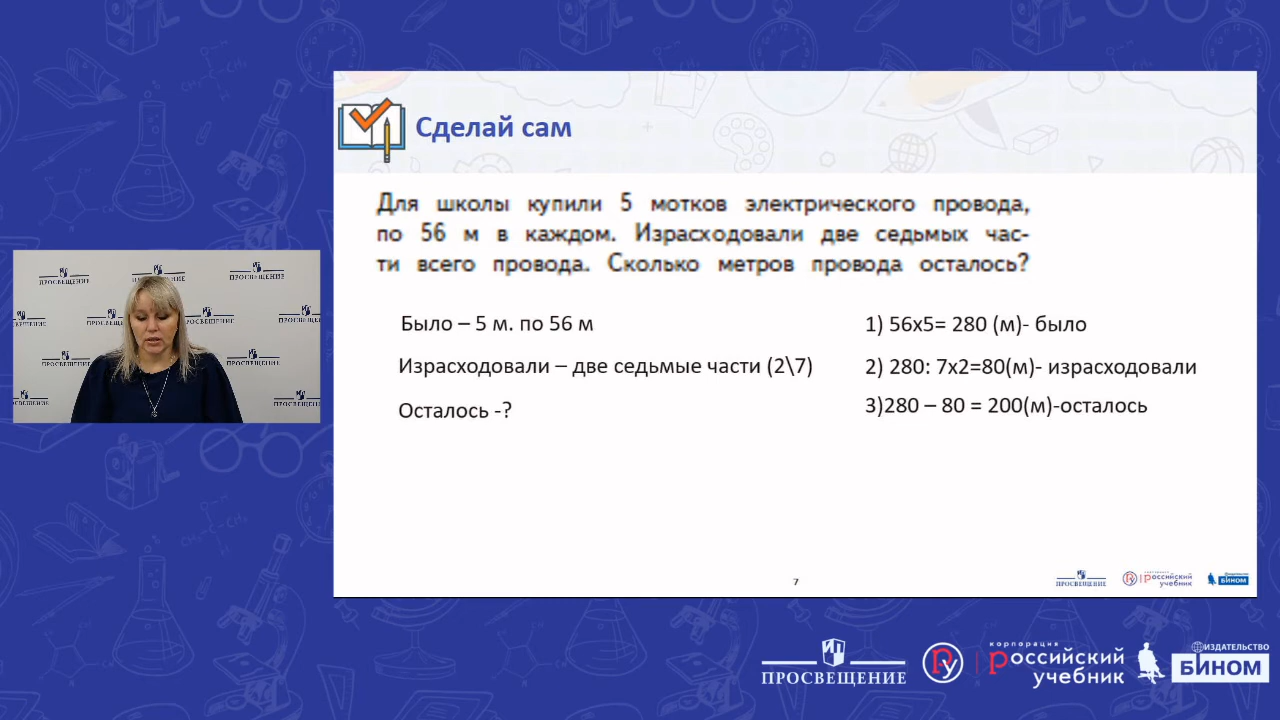 Сделай сам
Для школы купили 5 мотков электрического провода,
по 56 м в каждом. Израсходовали две седьмых час-
ти всего провода. Сколько метров провода осталось?
Было – 5 м. по 56 м
Израсходовали – две седьмые части (2\7)
Осталось -?
1) 56х5= 280 (м)- было
2) 280: 7х2=80(м)- израсходовали
3)280 – 80 = 200(м)-осталось
7
ПРОСВЕЩЕНИЕ
российский
учебник
БИНОМ
ПРОСВЕЩЕНИЕ
ПРОСВЕЩЕНИЕ
ПРОСВЕЩЕНИЕ
ПРОСВЕЩЕНИЕ
корпорация
российский
учебник
ИЗДАТЕЛЬСТВО
БИНОМ